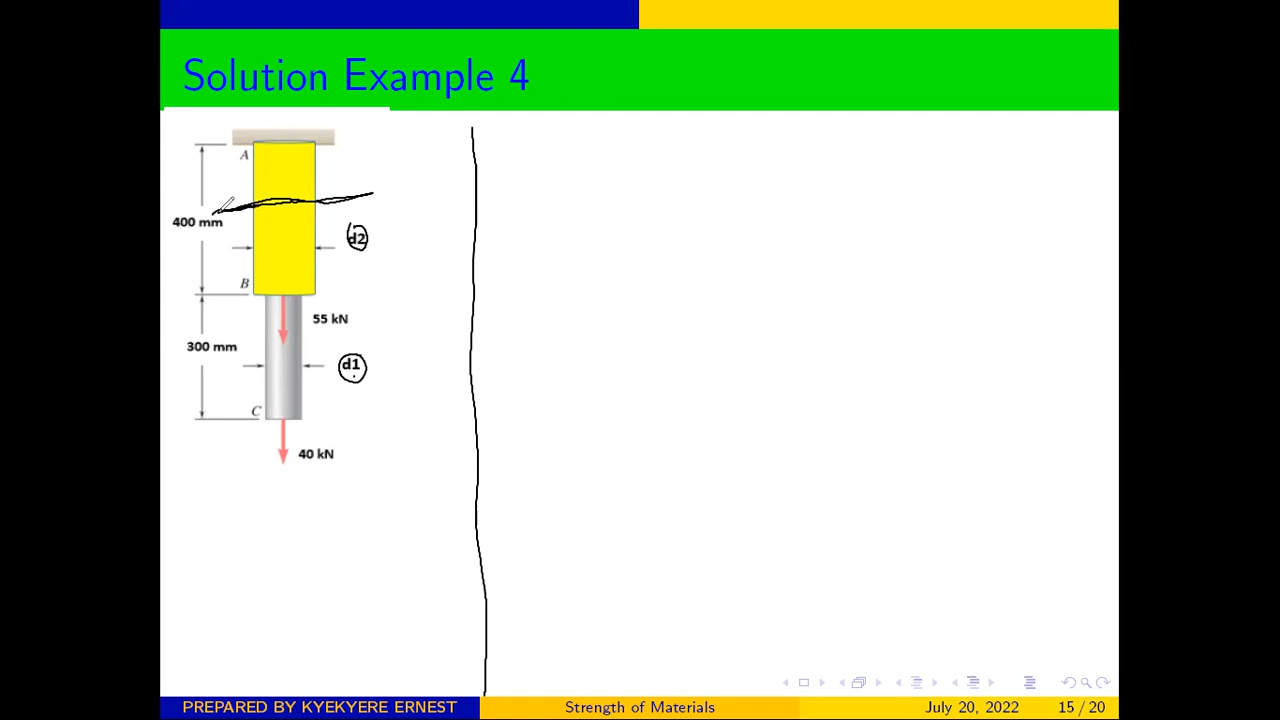 Solution Example 4
A
400 mm
d2
B
55 kN
300 mm
d1
C
40 kN
PREPARED BY KYEKYERE ERNEST
Strength of Materials
July 20, 2022
15 / 20